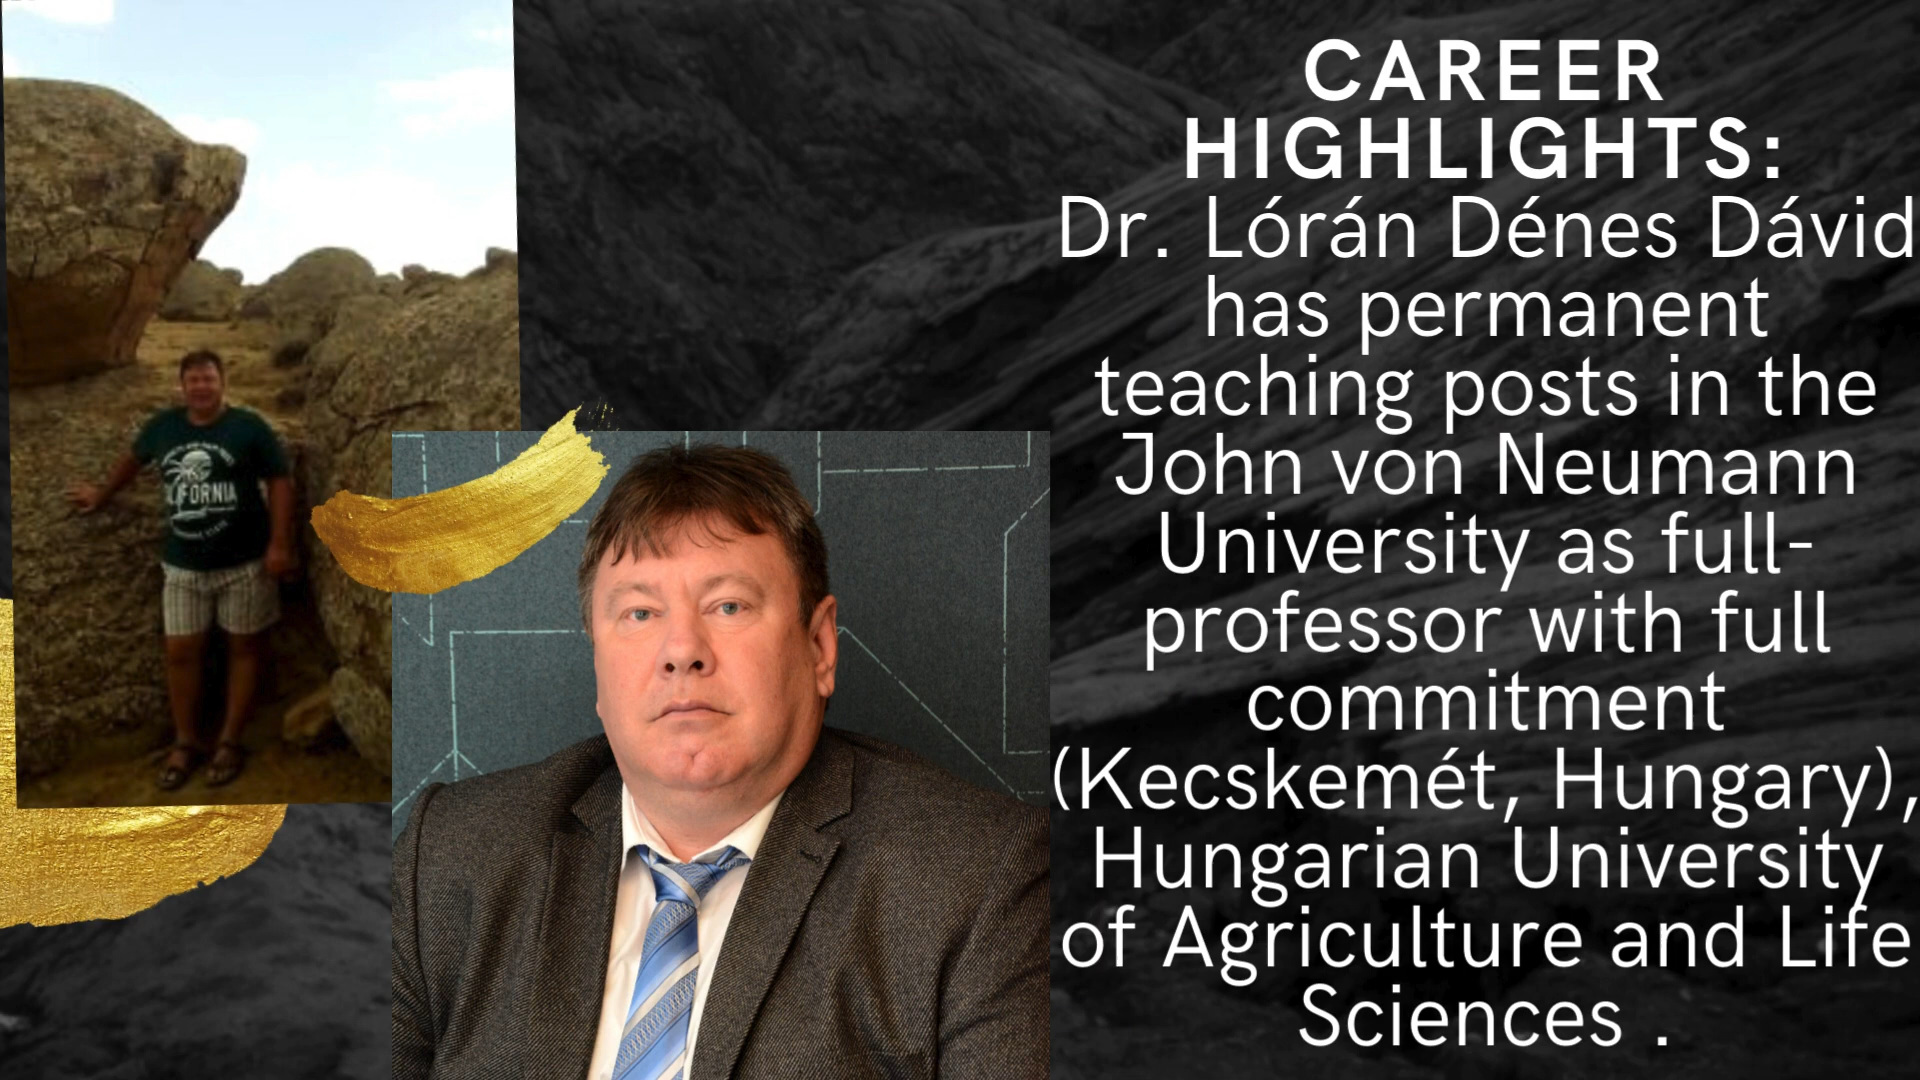 CAREER
HIGHLIGHTS:
Dr. Lórán Dénes Dávid
has permanent
teaching posts in the
John von Neumann
University as full-
professor with full
commitment
(Kecskemét, Hungary),
Hungarian University
of Agriculture and Life
Sciences .